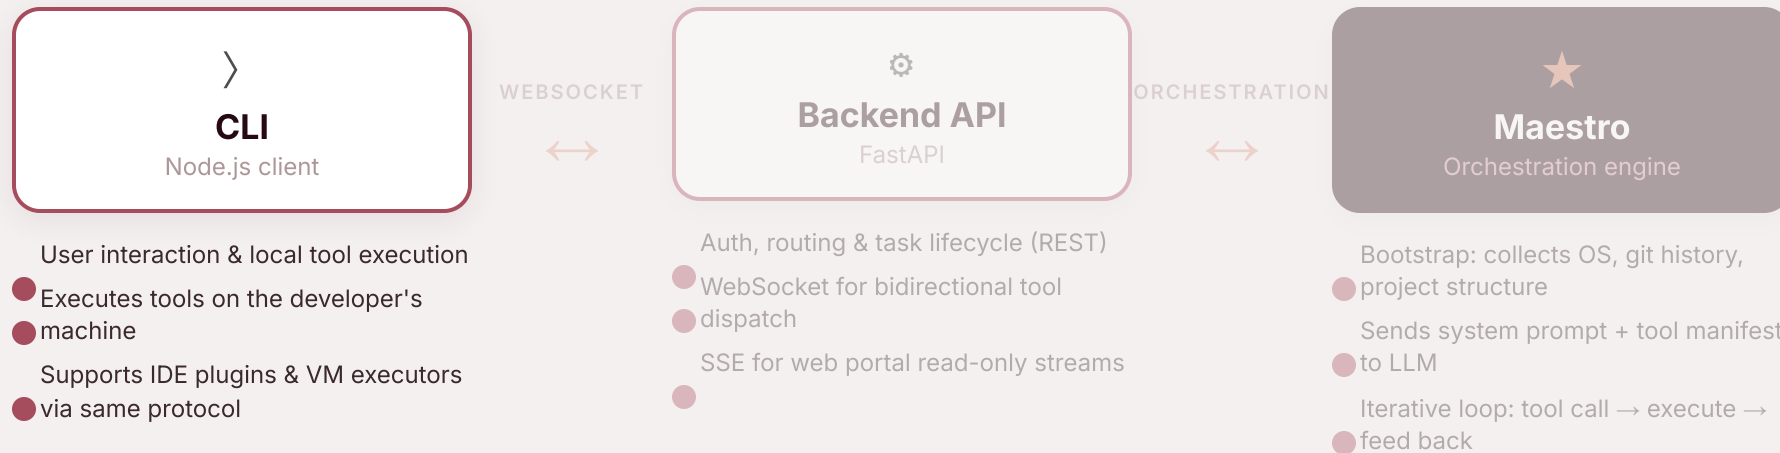 CLI
Node.js client
User interaction & local tool execution
Executes tools on the developer's
machine
Supports IDE plugins & VM executors
via same protocol
WEBSOCKET
↔
Backend API
FastAPI
Auth, routing & task lifecycle (REST)
WebSocket for bidirectional tool
dispatch
SSE for web portal read-only streams
ORCHESTRATION
↔
Maestro
Orchestration engine
Bootstrap: collects OS, git history,
project structure
Sends system prompt + tool manifest
to LLM
Iterative loop: tool call → execute →
feed back